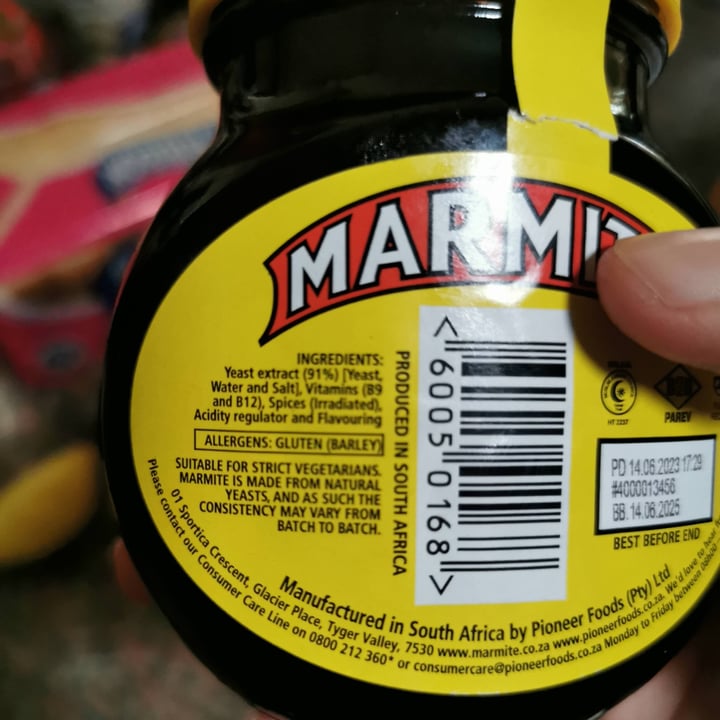 MARMIT
INGREDIENTS:
Yeast extract (91%) [Yeast,
Water and Salt], Vitamins (B9
and B12), Spices (Irradiated),
Acidity regulator and Flavouring
ALLERGENS: GLUTEN (BARLEY)
SUITABLE FOR STRICT VEGETARIANS.
MARMITE IS MADE FROM NATURAL
YEASTS, AND AS SUCH THE
CONSISTENCY MAY VARY FROM
BATCH TO BATCH.
PRODUCED IN SOUTH AFRICA
<60050168>
PAREV
PD 14.06.2023 17:29
#4000013456
BB. 14.06.2025
BEST BEFORE END
Manufactured in South Africa by Pioneer Foods (Pty) Ltd
01 Sportica Crescent, Glacier Place, Tyger Valley, 7530 www.marmite.co.za www.pioneerfoods.co.za. We'd love to hear
Please contact our Consumer Care Line on 0800 212 360* or consumercare@pioneerfoods.co.za Monday to Friday between